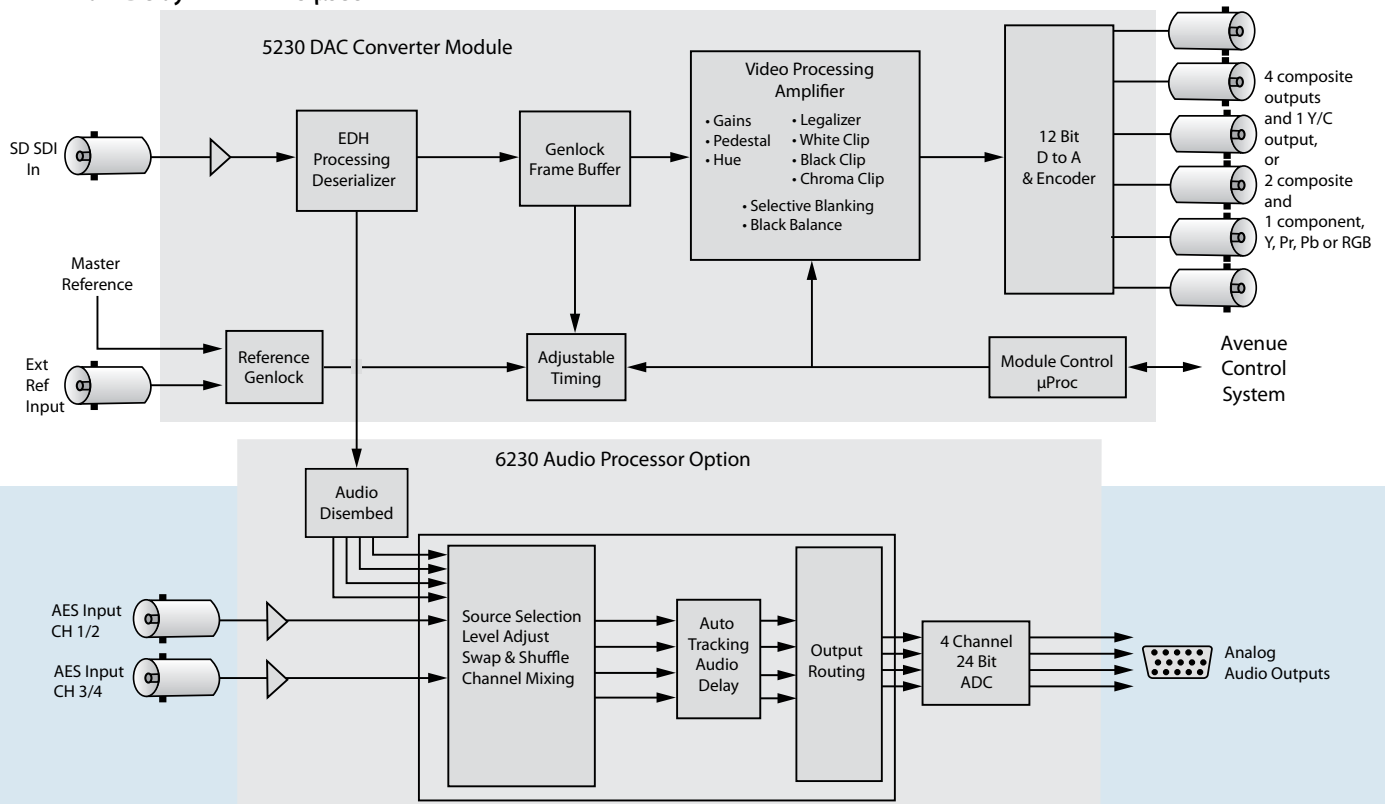 5230 DAC Converter Module
SD SDI
In
EDH
Processing
Deserializer
Genlock
Frame Buffer
Video Processing
Amplifier
• Gains
• Pedestal
• Hue
• Legalizer
• White Clip
• Black Clip
• Chroma Clip
• Selective Blanking
• Black Balance
12 Bit
D to A
& Encoder
4 composite
outputs
and 1 Y/C
output,
or
2 composite
and
1 component,
Y, Pr, Pb or RGB
Master
Reference
Ext
Ref
Input
Reference
Genlock
Adjustable
Timing
Module Control
µProc
Avenue
Control
System
6230 Audio Processor Option
Audio
Disembed
AES Input
CH 1/2
AES Input
CH 3/4
Source Selection
Level Adjust
Swap & Shuffle
Channel Mixing
Auto
Tracking
Audio
Delay
Output
Routing
4 Channel
24 Bit
ADC
Analog
Audio Outputs